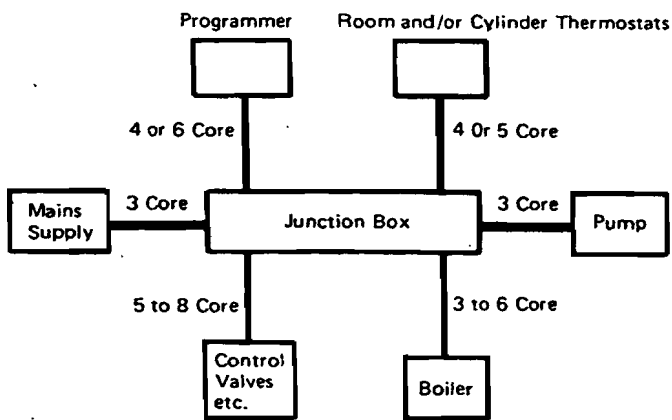 Programmer
Room and/or Cylinder Thermostats
4 or 6 Core
4 0r 5 Core
Mains
Supply
3 Core
Junction Box
3 Core
Pump
5 to 8 Core
3 to 6 Core
Control
Valves
etc.
Boiler